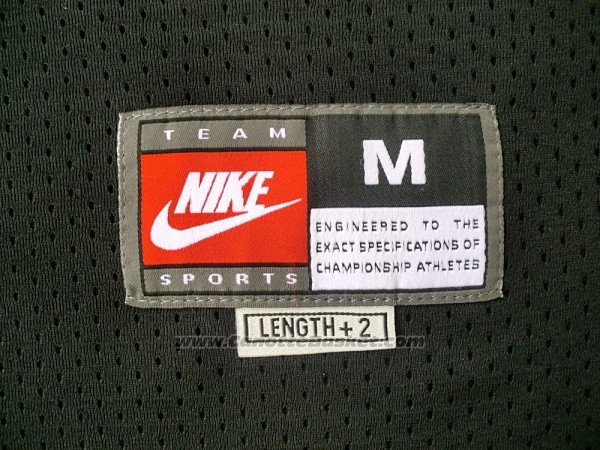 TEAM
NIKE
SPORTS
M
ENGINEERED TO THE
EXACT SPECIFICATIONS OF
CHAMPIONSHIP ATHLETES
LENGTH + 2
www.CanotteBasket.com